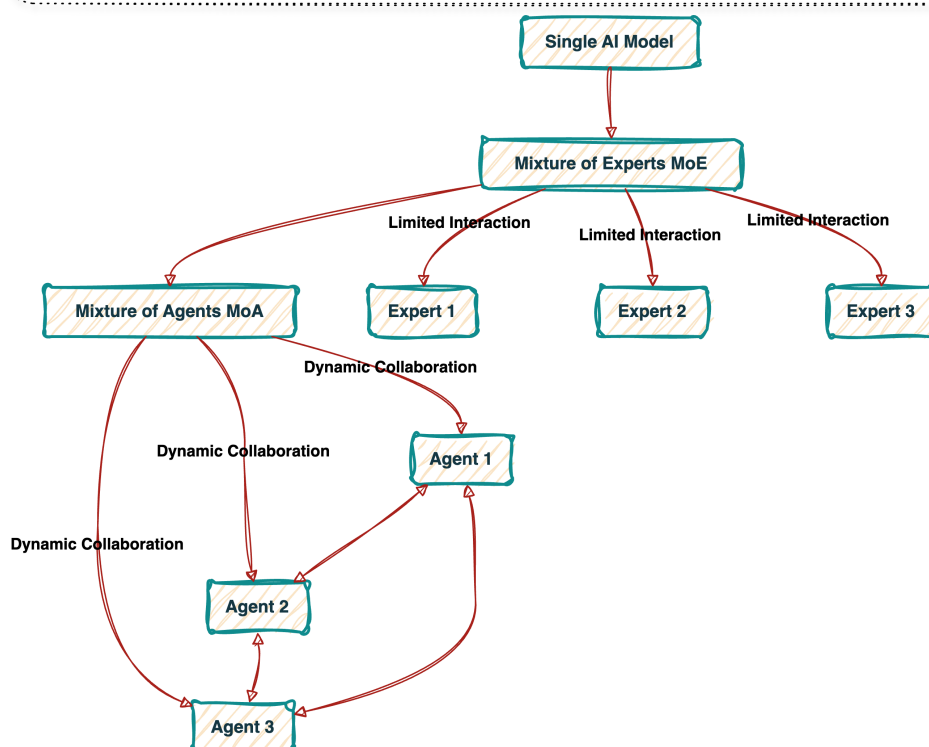 Single AI Model
Mixture of Experts MoE
Limited Interaction
Limited Interaction
Limited Interaction
Mixture of Agents MoA
Expert 1
Expert 2
Expert 3
Dynamic Collaboration
Dynamic Collaboration
Agent 1
Dynamic Collaboration
Agent 2
Agent 3